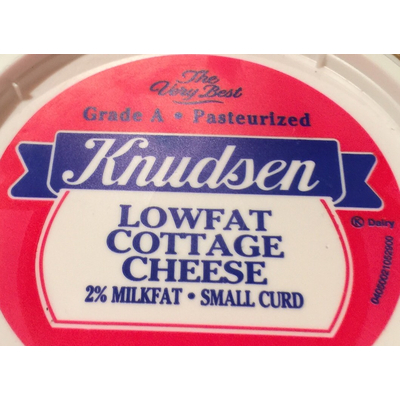 The
Very Best
Grade A • Pasteurized
Knudsen
LOWFAT
COTTAGE
CHEESE
2% MILKFAT • SMALL CURD
K Dairy